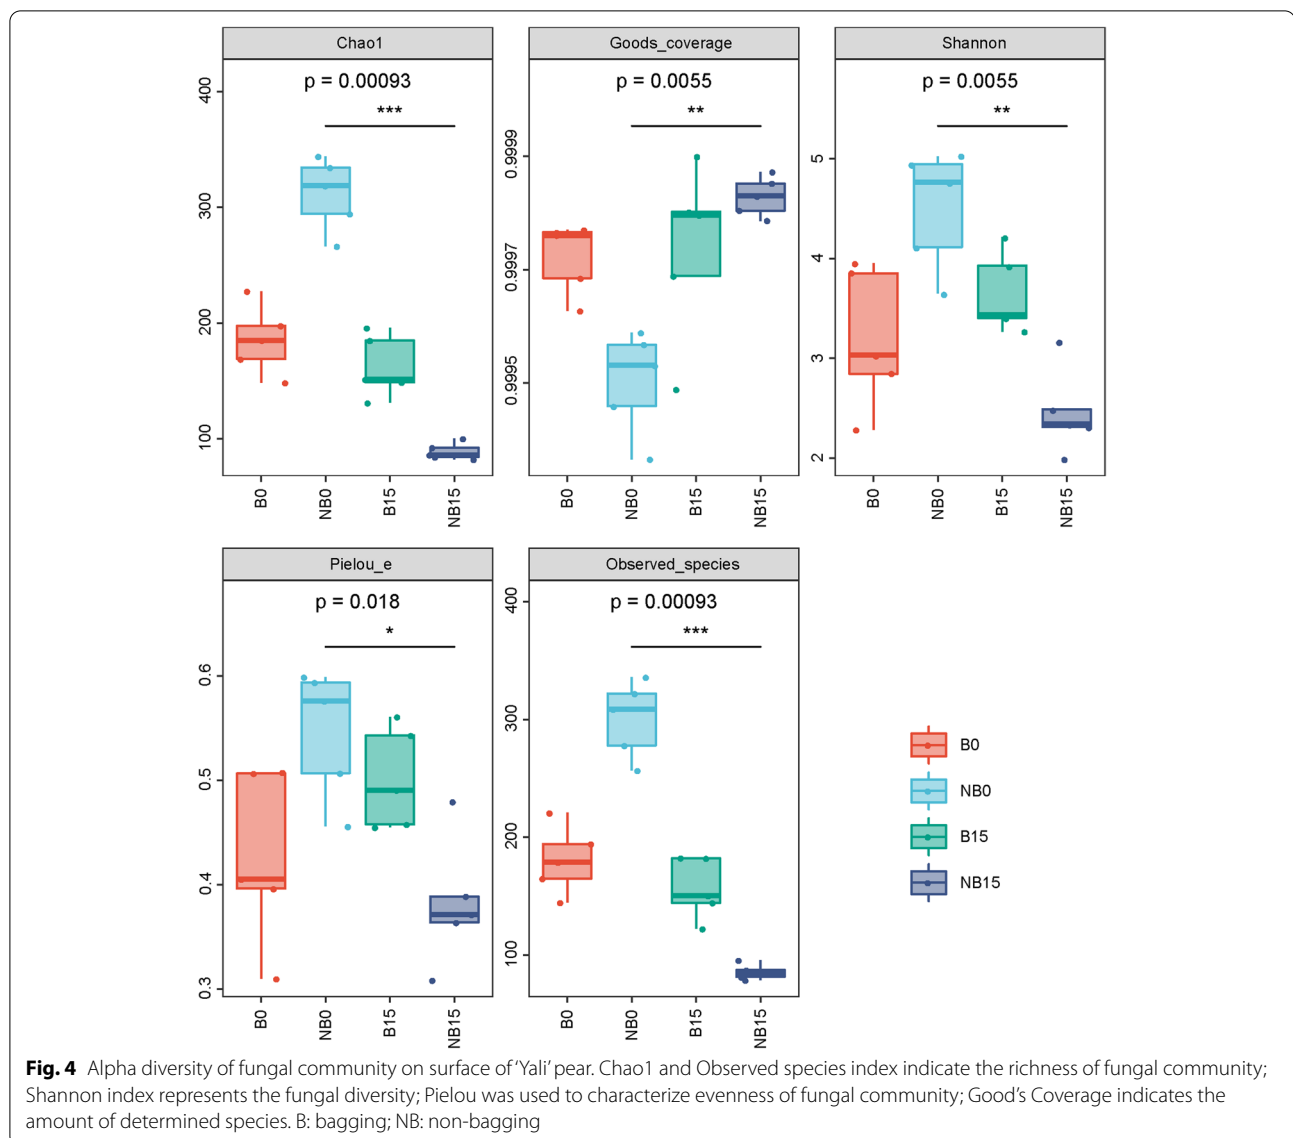 Chao1
p = 0.00093
***
400
300
200
100
B0
NB0
B15
NB15
Goods_coverage
p = 0.0055
**
0.9999
0.9997
0.9995
B0
NB0
B15
NB15
Shannon
p = 0.0055
**
5
4
3
2
B0
NB0
B15
NB15
Pielou_e
p = 0.018
*
0.6
0.5
0.4
0.3
B0
NB0
B15
NB15
Observed_species
p = 0.00093
***
400
300
200
100
B0
NB0
B15
NB15
B0
NB0
B15
NB15
Fig. 4 Alpha diversity of fungal community on surface of ‘Yali’ pear. Chao1 and Observed species index indicate the richness of fungal community;
Shannon index represents the fungal diversity; Pielou was used to characterize evenness of fungal community; Good’s Coverage indicates the
amount of determined species. B: bagging; NB: non-bagging